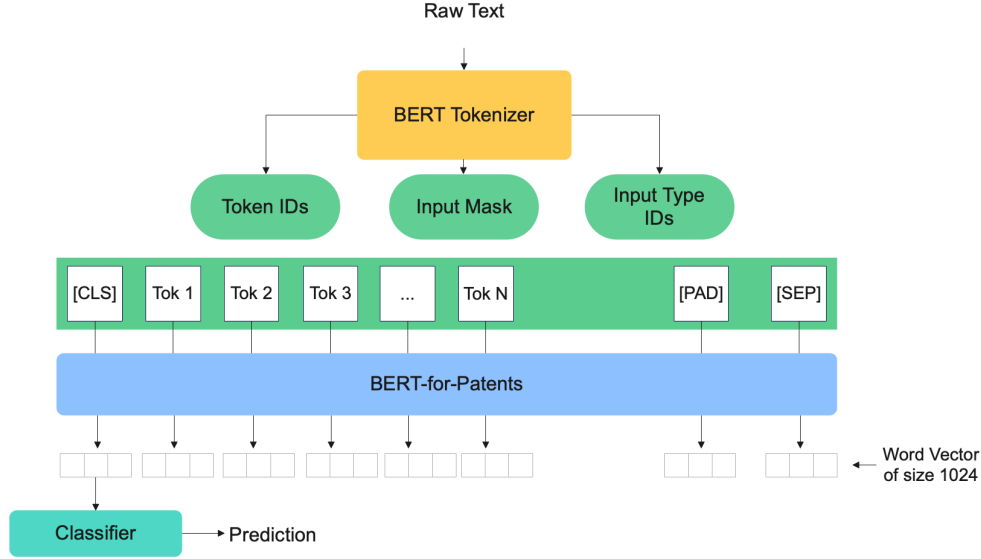 Raw Text
BERT Tokenizer
Token IDs
Input Mask
Input Type
IDs
[CLS]
Tok 1
Tok 2
Tok 3
...
Tok N
[PAD]
[SEP]
BERT-for-Patents
Word Vector
of size 1024
Classifier
Prediction